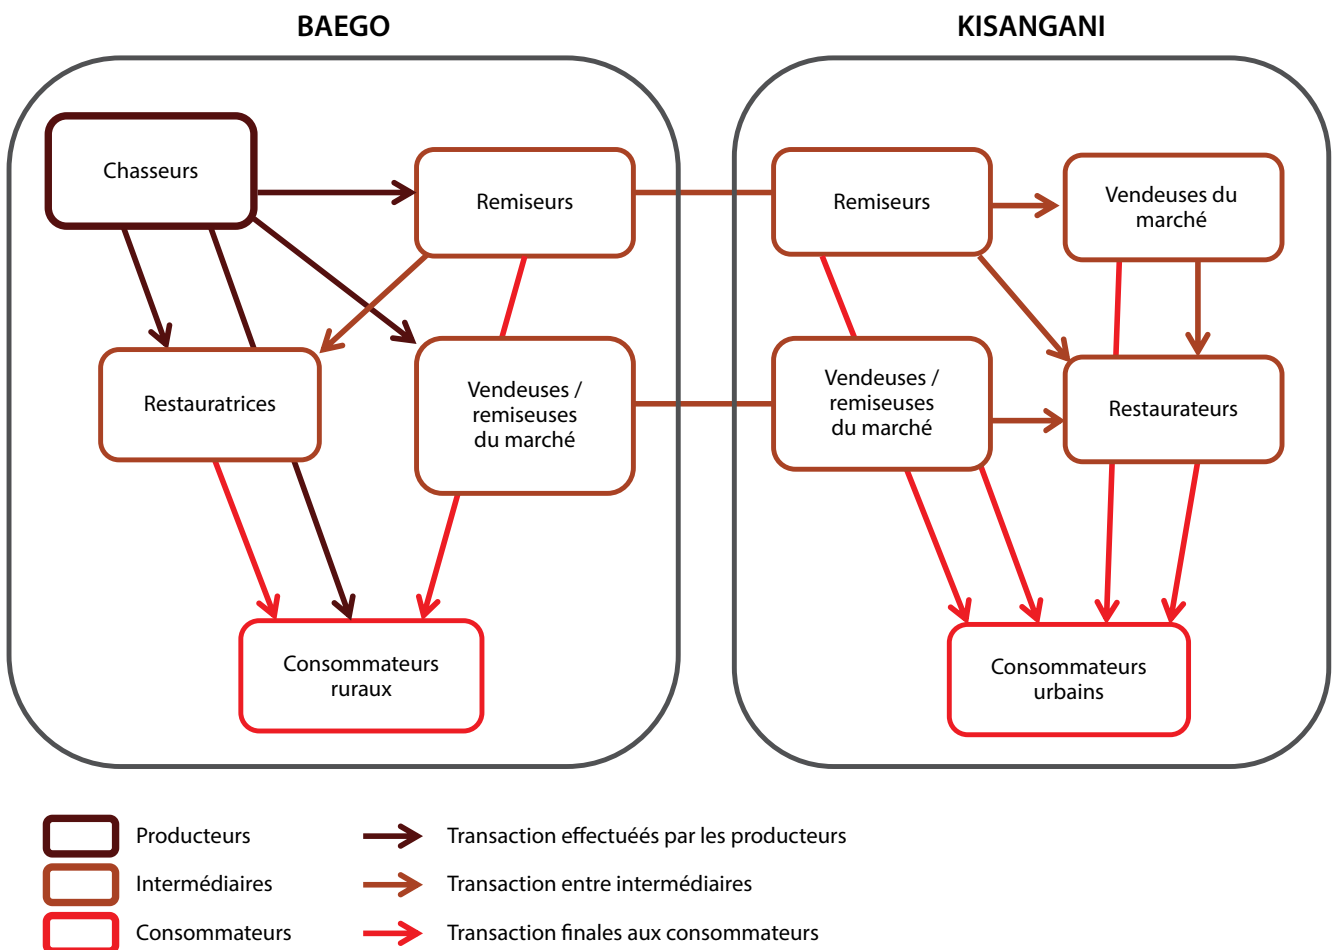 BAEGO
KISANGANI
Chasseurs
Remiseurs
Restauratrices
Vendeuses /
remiseuses
du marché
Consommateurs
ruraux
Remiseurs
Vendeuses du
marché
Vendeuses /
remiseuses
du marché
Restaurateurs
Consommateurs
urbains
Producteurs
Transaction effectuéés par les producteurs
Intermédiaires
Transaction entre intermédiaires
Consommateurs
Transaction finales aux consommateurs